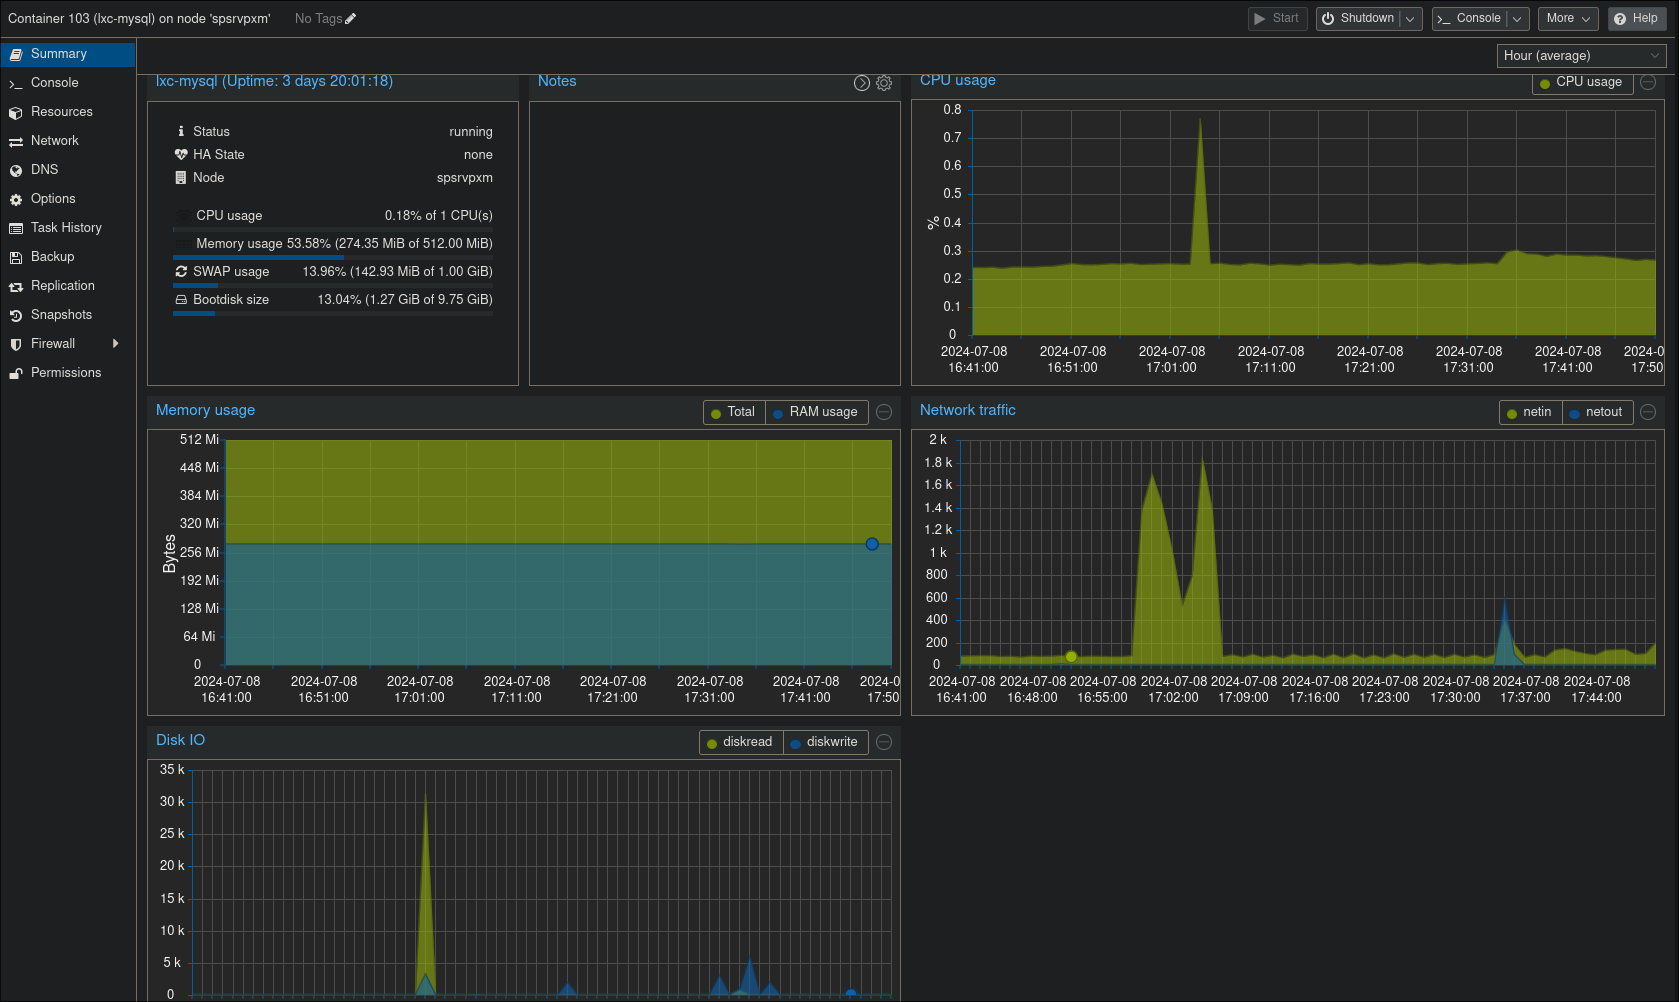 Container 103 (lxc-mysql) on node 'spsrvpxm'
No Tags
Start
Shutdown
Console
More
Help
Summary
Console
Resources
Network
DNS
Options
Task History
Backup
Replication
Snapshots
Firewall
Permissions
Hour (average)
lxc-mysql (Uptime: 3 days 20:01:18)
Status running
HA State none
Node spsrvpxm
CPU usage 0.18% of 1 CPU(s)
Memory usage 53.58% (274.35 MiB of 512.00 MiB)
SWAP usage 13.96% (142.93 MiB of 1.00 GiB)
Bootdisk size 13.04% (1.27 GiB of 9.75 GiB)
Notes
CPU usage
CPU usage
%
0.8
0.7
0.6
0.5
0.4
0.3
0.2
0.1
0
2024-07-08 2024-07-08 2024-07-08 2024-07-08 2024-07-08 2024-07-08 2024-07-08 2024-0
16:41:00 16:51:00 17:01:00 17:11:00 17:21:00 17:31:00 17:41:00 17:50
Memory usage
Total RAM usage
Bytes
512 Mi
448 Mi
384 Mi
320 Mi
256 Mi
192 Mi
128 Mi
64 Mi
0
2024-07-08 2024-07-08 2024-07-08 2024-07-08 2024-07-08 2024-07-08 2024-07-08 2024-0
16:41:00 16:51:00 17:01:00 17:11:00 17:21:00 17:31:00 17:41:00 17:50
Network traffic
netin netout
2 k
1.8 k
1.6 k
1.4 k
1.2 k
1 k
800
600
400
200
0
2024-07-08 2024-07-08 2024-07-08 2024-07-08 2024-07-08 2024-07-08 2024-07-08 2024-07-08 2024-07-08 2024-07-08
16:41:00 16:48:00 16:55:00 17:02:00 17:09:00 17:16:00 17:23:00 17:30:00 17:37:00 17:44:00
Disk IO
diskread diskwrite
35 k
30 k
25 k
20 k
15 k
10 k
5 k
0